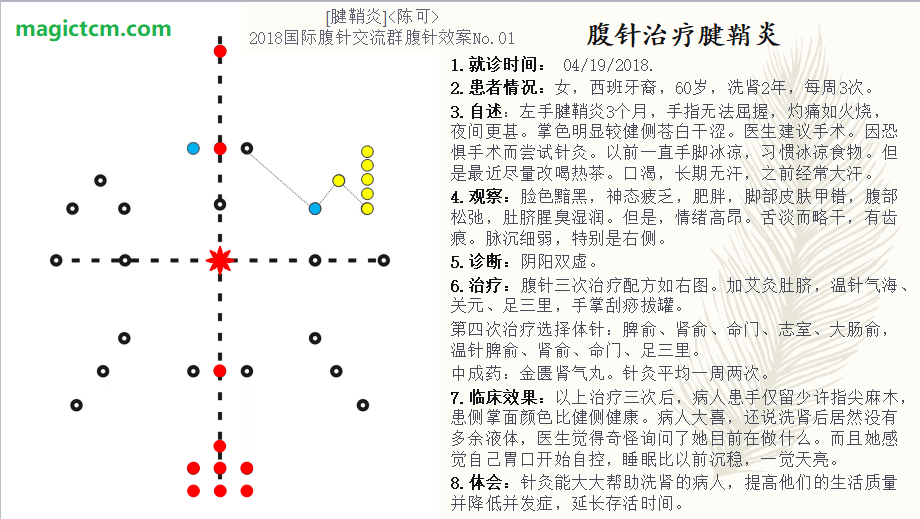 magictcm.com
[腱鞘炎]<陈可>
2018国际腹针交流群腹针效案No.01
腹针治疗腱鞘炎
1.就诊时间： 04/19/2018.
2.患者情况：女，西班牙裔，60岁，洗肾2年，每周3次。
3.自述：左手腱鞘炎3个月，手指无法屈握，灼痛如火烧，
夜间更甚。掌色明显较健侧苍白干涩。医生建议手术。因恐
惧手术而尝试针灸。以前一直手脚冰凉，习惯冰凉食物。但
是最近尽量改喝热茶。口渴，长期无汗，之前经常大汗。
4.观察：脸色黯黑，神态疲乏，肥胖，脚部皮肤甲错，腹部
松弛，肚脐腥臭湿润。但是，情绪高昂。舌淡而略干，有齿
痕。脉沉细弱，特别是右侧。
5.诊断：阴阳双虚。
6.治疗：腹针三次治疗配方如右图。加艾灸肚脐，温针气海、
关元、足三里，手掌刮痧拔罐。
第四次治疗选择体针：脾俞、肾俞、命门、志室、大肠俞，
温针脾俞、肾俞、命门、足三里。
中成药：金匮肾气丸。针灸平均一周两次。
7.临床效果：以上治疗三次后，病人患手仅留少许指尖麻木，
患侧掌面颜色比健侧健康。病人大喜，还说洗肾后居然没有
多余液体，医生觉得奇怪询问了她目前在做什么。而且她感
觉自己胃口开始自控，睡眠比以前沉稳，一觉天亮。
8.体会：针灸能大大帮助洗肾的病人，提高他们的生活质量
并降低并发症，延长存活时间。